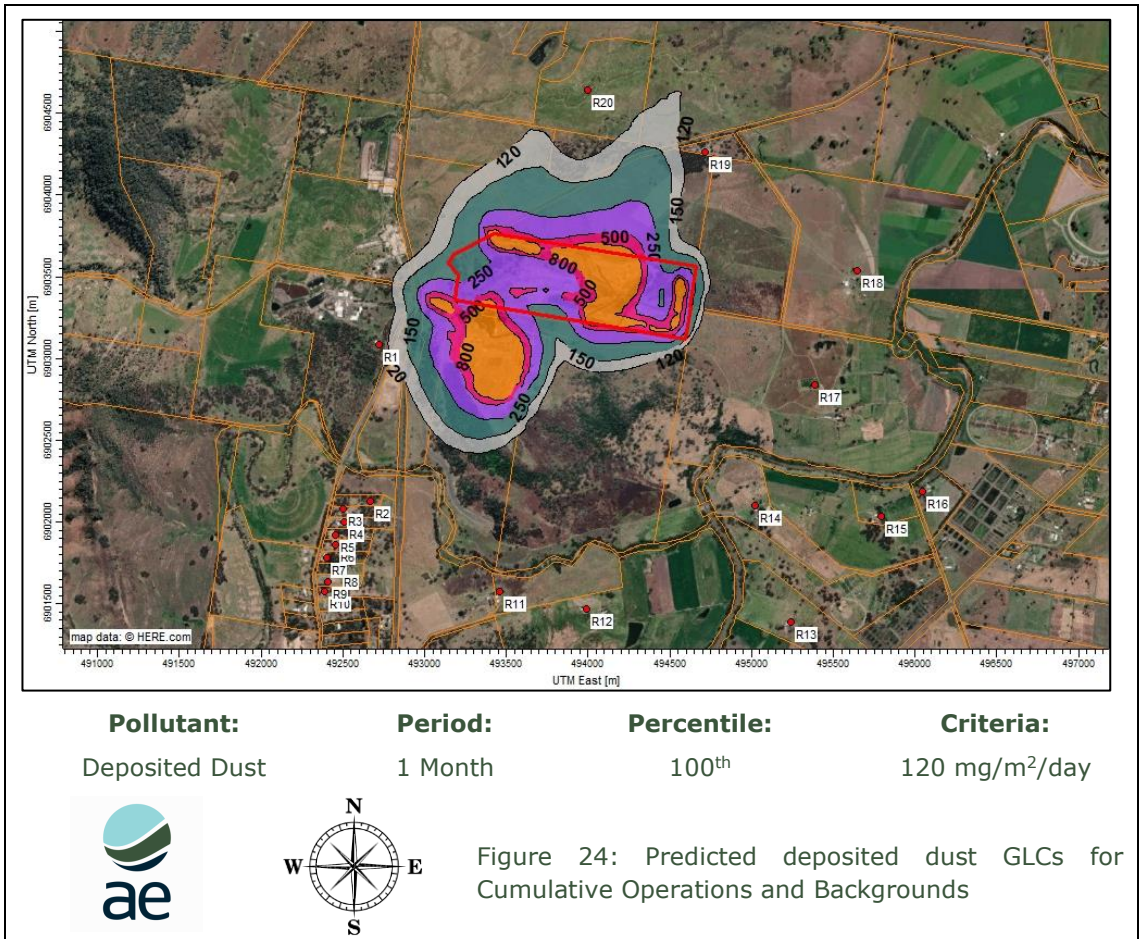 6904500
6904000
6903500
6903000
6902500
6902000
6901500
UTM North [m]
R20
120
120
R19
150
500
250
800
250
R18
500
150
500
R1
20
800
150
120
250
R17
R2
R3
R4
R5
R6
R7
R8
R9
R10
R11
R12
R13
R14
R15
R16
map data: © HERE.com
491000 491500 492000 492500 493000 493500 494000 494500 495000 495500 496000 496500 497000
UTM East [m]
Pollutant: Period: Percentile: Criteria:
Deposited Dust 1 Month 100th 120 mg/m²/day
ae
N
W E
S
Figure 24: Predicted deposited dust GLCs for
Cumulative Operations and Backgrounds